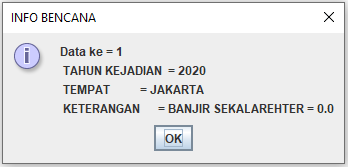 INFO BENCANA
Data ke = 1
TAHUN KEJADIAN = 2020
TEMPAT = JAKARTA
KETERANGAN = BANJIR SEKALAREHTER = 0.0
OK